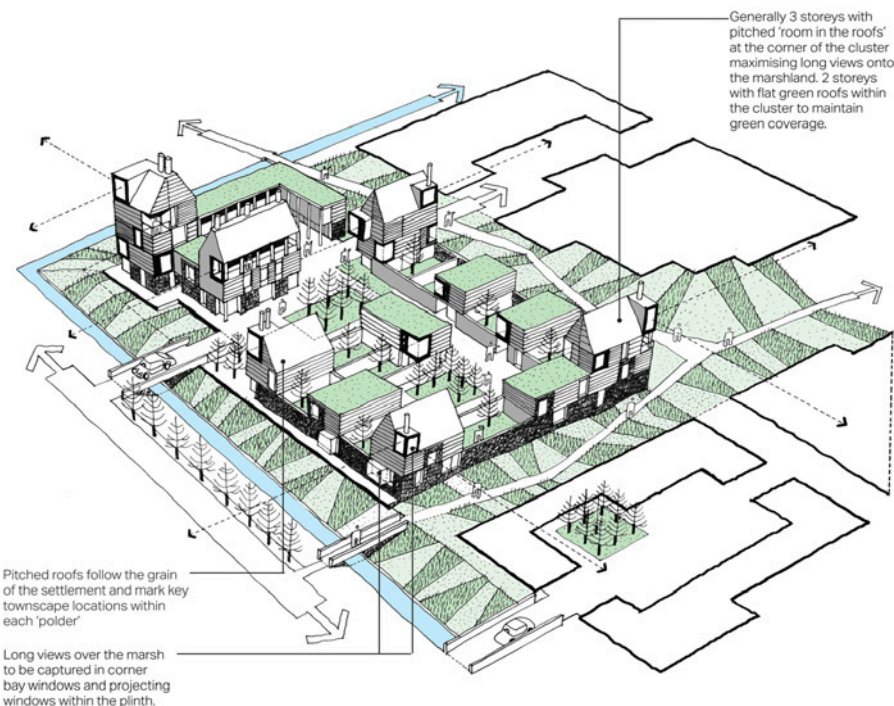 Generally 3 storeys with
pitched ‘room in the roofs’
at the corner of the cluster
maximising long views onto
the marshland. 2 storeys
with flat green roofs within
the cluster to maintain
green coverage.
Pitched roofs follow the grain
of the settlement and mark key
townscape locations within
each ‘polder’
Long views over the marsh
to be captured in corner
bay windows and projecting
windows within the plinth.